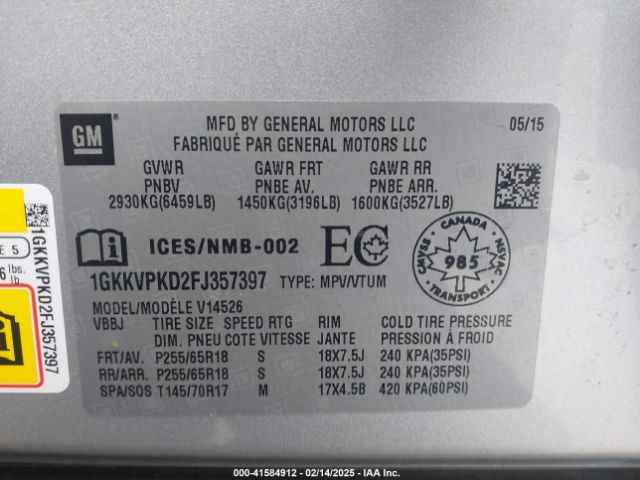 GM
MFD BY GENERAL MOTORS LLC 05/15
FABRIQUÉ PAR GENERAL MOTORS LLC
GVWR GAWR FRT GAWR RR
PNBV PNBE AV. PNBE ARR.
2930KG(6459LB) 1450KG(3196LB) 1600KG(3527LB)
ICES/NMB-002 EC
CANADA
CMVSS NSVAC
985
TRANSPORT
1GKKVPKD2FJ357397 TYPE: MPV/VTUM
MODEL/MODÈLE V14526
VBBJ TIRE SIZE SPEED RTG RIM COLD TIRE PRESSURE
DIM. PNEU COTE VITESSE JANTE PRESSION À FROID
FRT/AV. P255/65R18 S 18X7.5J 240 KPA(35PSI)
RR/ARR. P255/65R18 S 18X7.5J 240 KPA(35PSI)
SPA/SOS T145/70R17 M 17X4.5B 420 KPA(60PSI)
1GKKVPKD2FJ357397
E 5
lbs.
000-41584912 - 02/14/2025 - IAA Inc.